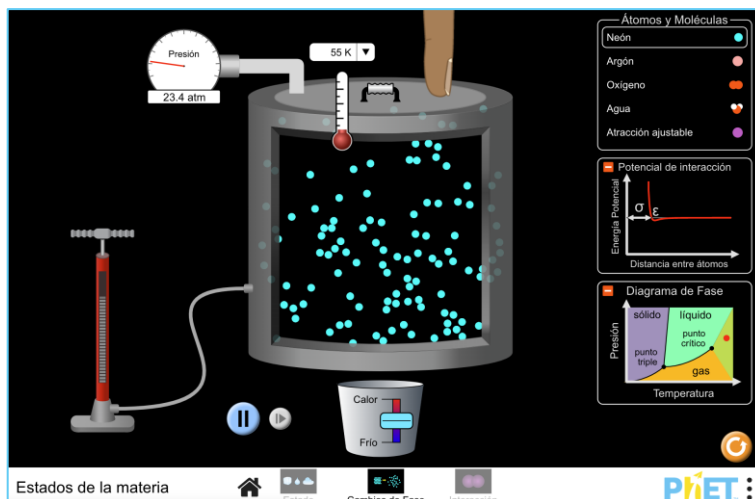 Presión
23.4 atm
55 K
Átomos y Moléculas
Neón
Argón
Oxígeno
Agua
Atracción ajustable
Potencial de interacción
Energía Potencial
σ
ε
Distancia entre átomos
Diagrama de Fase
Presión
sólido
líquido
punto
crítico
punto
triple
gas
Temperatura
Calor
Frío
Estados de la materia
Estado
Cambios de Fase
Interacción
PhET